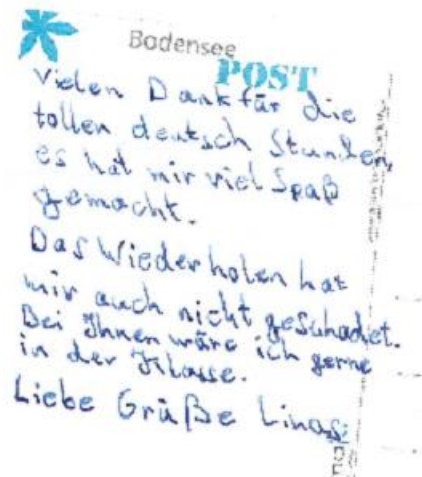 Bodensee
POST
Vielen Dank für die
tollen deutsch Stunden,
es hat mir viel Spaß
gemacht.
Das Wiederholen hat
mir auch nicht geschadet.
Bei Ihnen wäre ich gerne
in der Klasse.
Liebe Grüße Linas